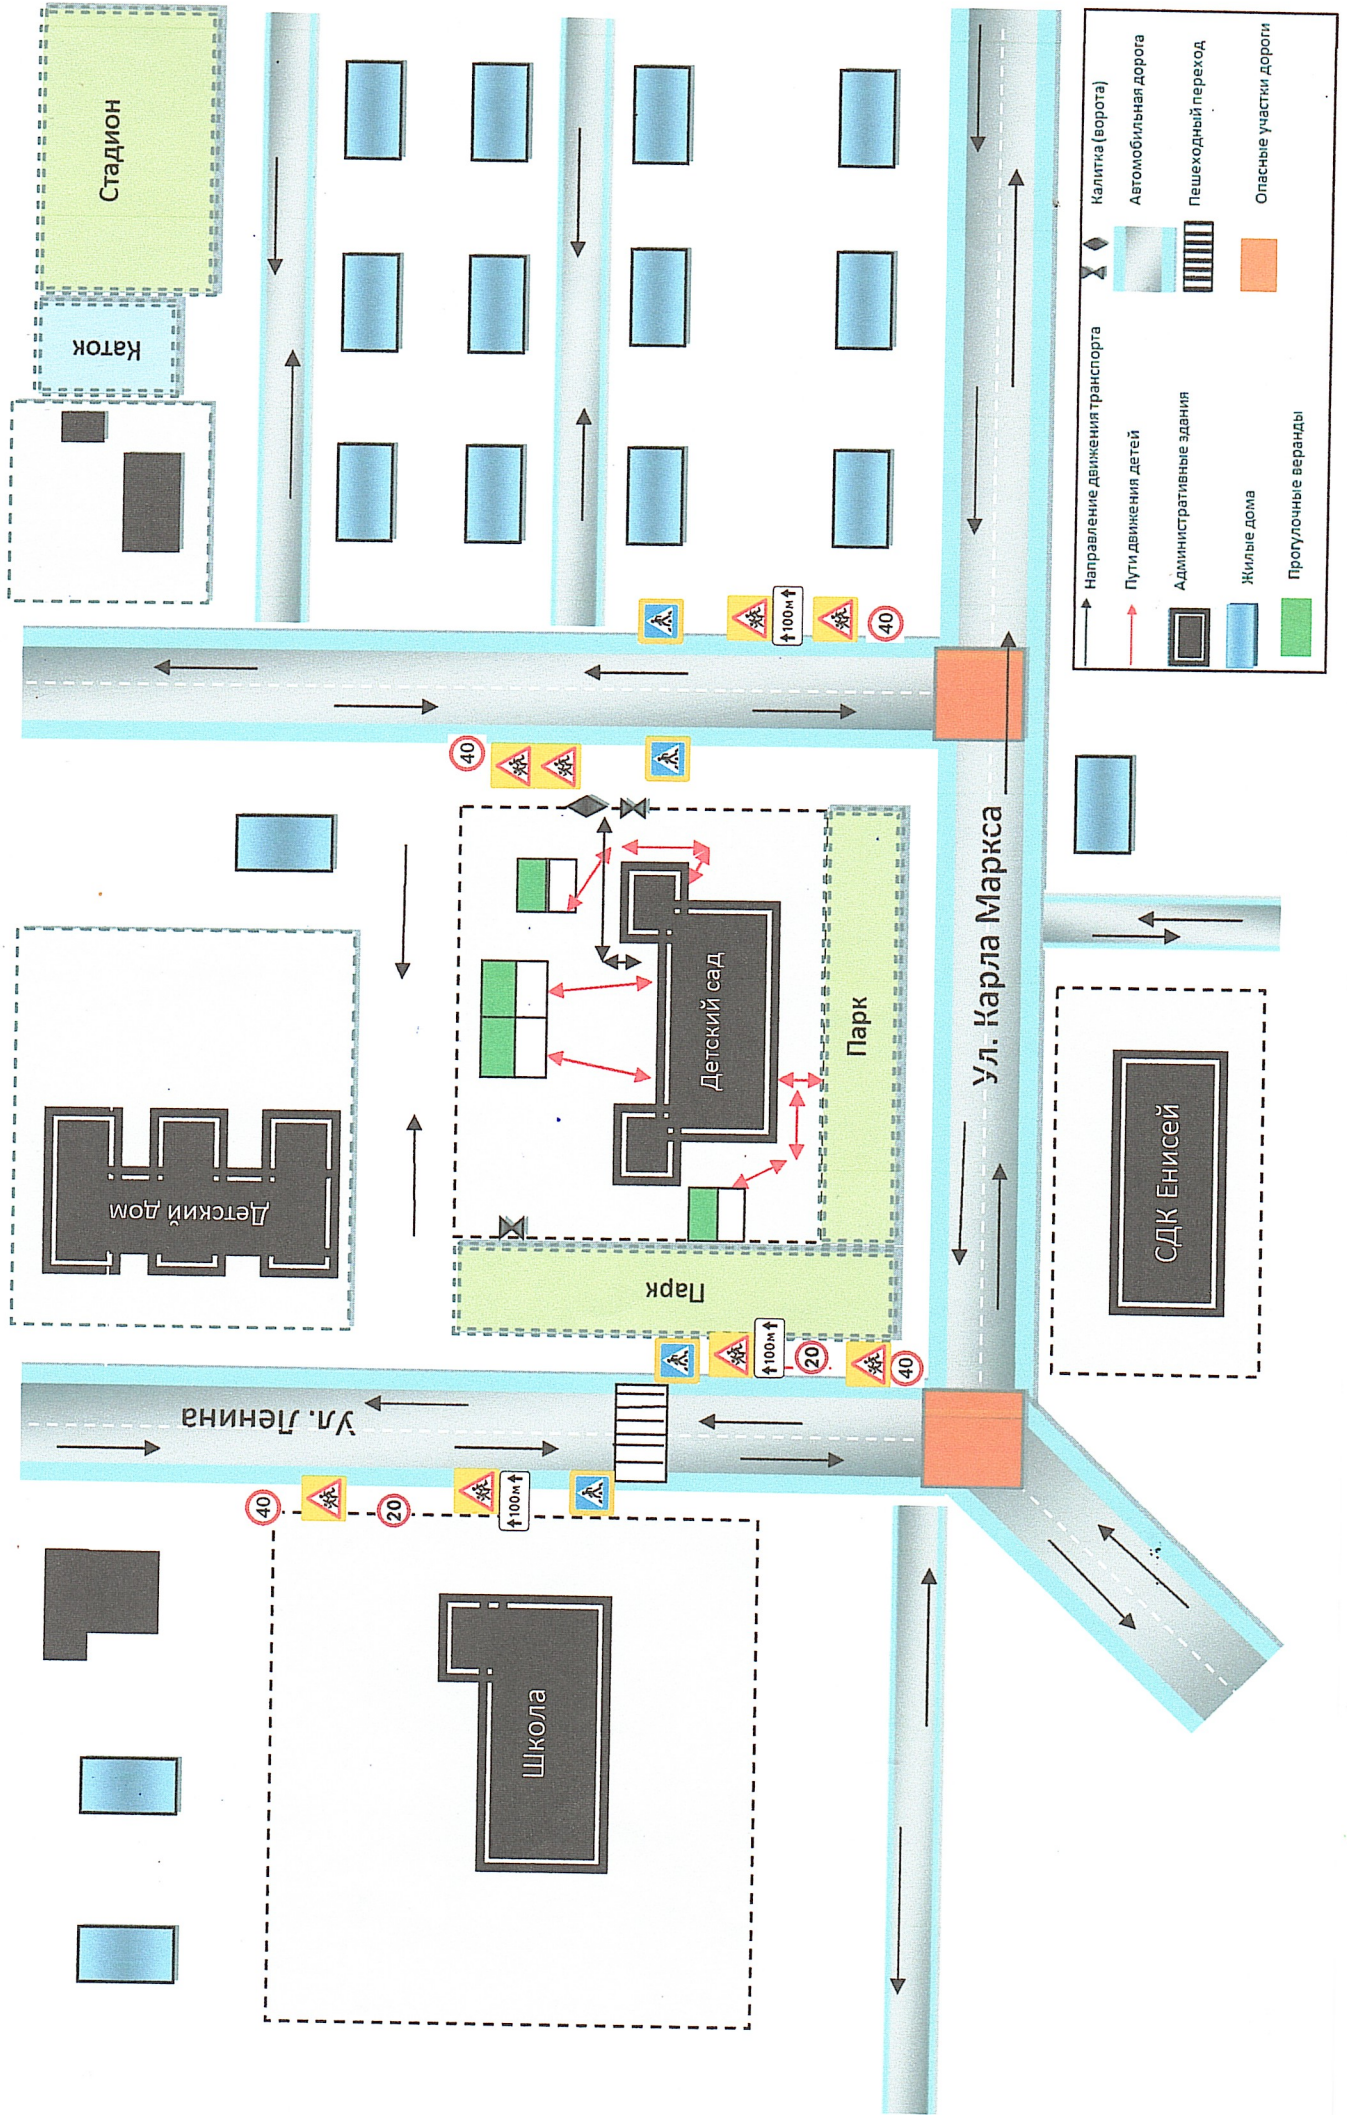 Стадион
Каток
Детский дом
Детский сад
Парк
Парк
Ул. Ленина
Ул. Карла Маркса
Школа
СДК Енисей
40
100м
40
40
20
100м
20
100м
40
Направление движения транспорта
Пути движения детей
Административные здания
Жилые дома
Прогулочные веранды
Калитка (ворота)
Автомобильная дорога
Пешеходный переход
Опасные участки дороги